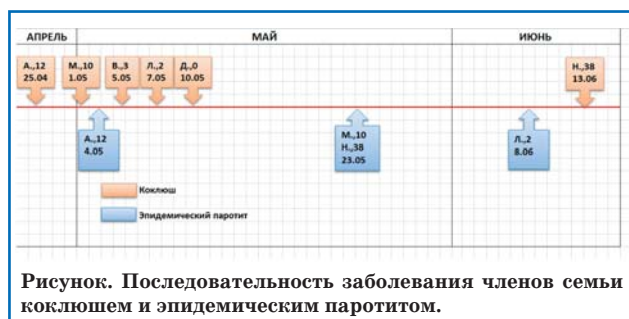 АПРЕЛЬ МАЙ ИЮНЬ
А.,12 М.,10 В.,3 Л.,2 Д.,0 Н.,38
25.04 1.05 5.05 7.05 10.05 13.06
А.,12 М.,10 Л.,2
4.05 Н.,38 8.06
23.05
Коклюш
Эпидемический паротит
Рисунок. Последовательность заболевания членов семьи
коклюшем и эпидемическим паротитом.